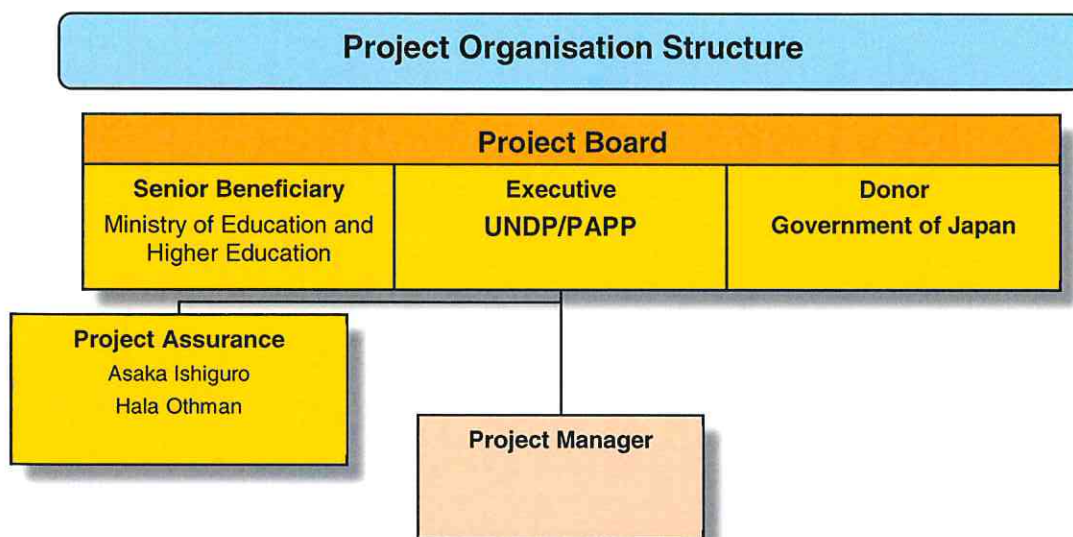 Project Organisation Structure
Project Board
Senior Beneficiary
Ministry of Education and
Higher Education
Executive
UNDP/PAPP
Donor
Government of Japan
Project Assurance
Asaka Ishiguro
Hala Othman
Project Manager